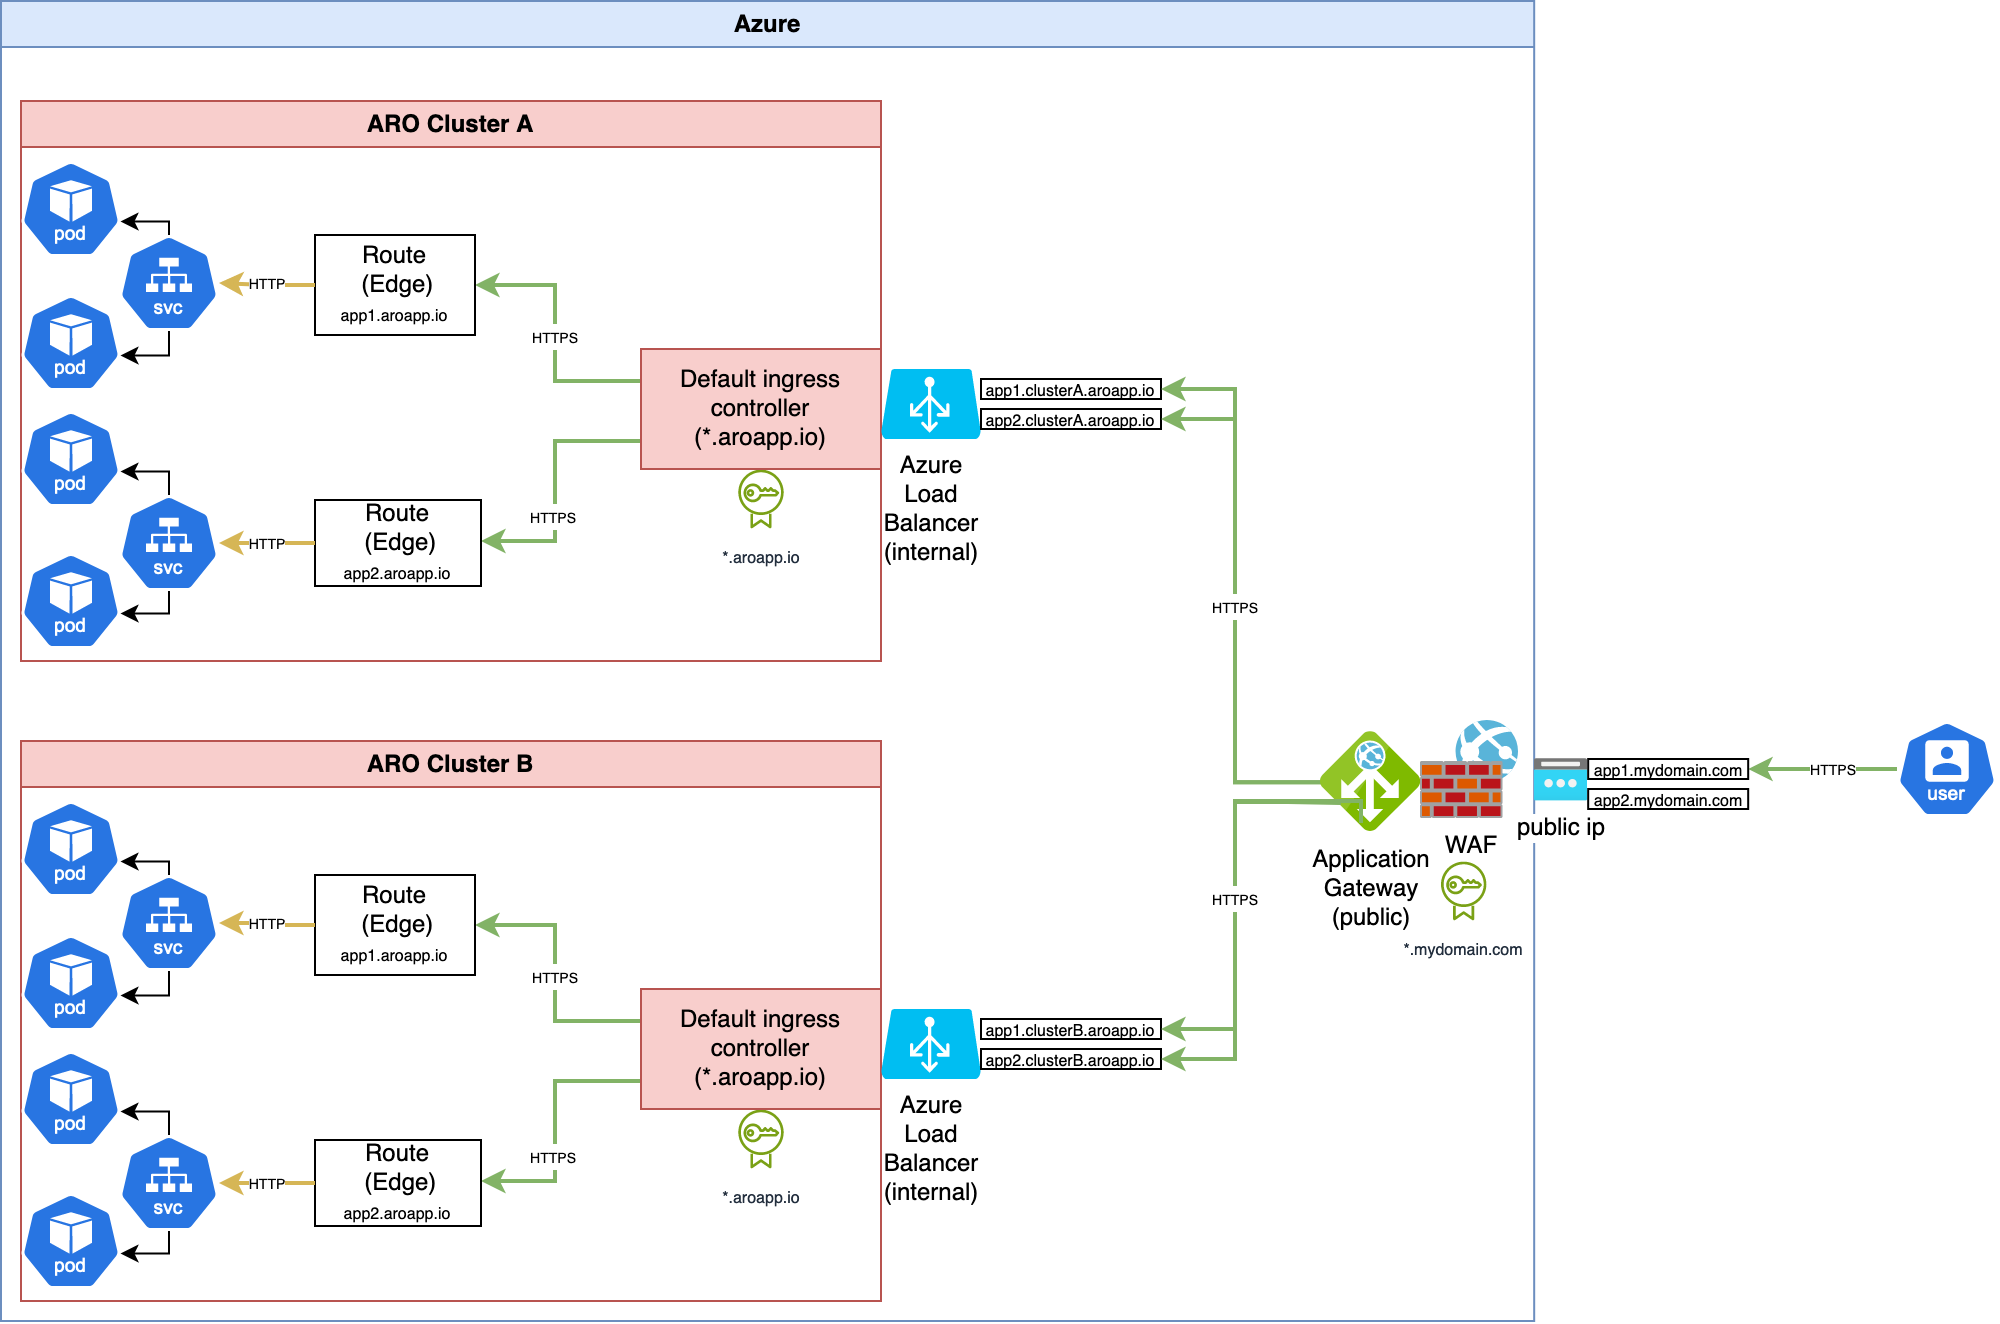 Azure
ARO Cluster A
pod
svc
pod
HTTP
Route
(Edge)
app1.aroapp.io
HTTPS
pod
svc
pod
HTTP
Route
(Edge)
app2.aroapp.io
HTTPS
Default ingress
controller
(*.aroapp.io)
*.aroapp.io
Azure
Load
Balancer
(internal)
app1.clusterA.aroapp.io
app2.clusterA.aroapp.io
HTTPS
ARO Cluster B
pod
svc
pod
HTTP
Route
(Edge)
app1.aroapp.io
HTTPS
pod
svc
pod
HTTP
Route
(Edge)
app2.aroapp.io
HTTPS
Default ingress
controller
(*.aroapp.io)
*.aroapp.io
Azure
Load
Balancer
(internal)
app1.clusterB.aroapp.io
app2.clusterB.aroapp.io
HTTPS
Application
Gateway
(public)
WAF
*.mydomain.com
public ip
app1.mydomain.com
app2.mydomain.com
HTTPS
user